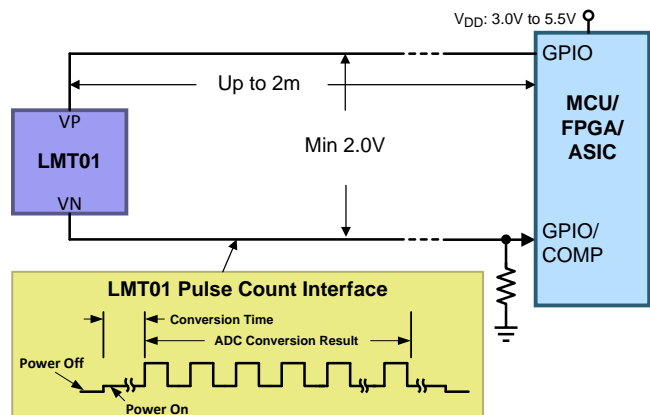 VDD: 3.0V to 5.5V
GPIO
Up to 2m
MCU/
FPGA/
ASIC
VP
LMT01
VN
Min 2.0V
GPIO/
COMP
LMT01 Pulse Count Interface
Conversion Time
ADC Conversion Result
Power Off
Power On